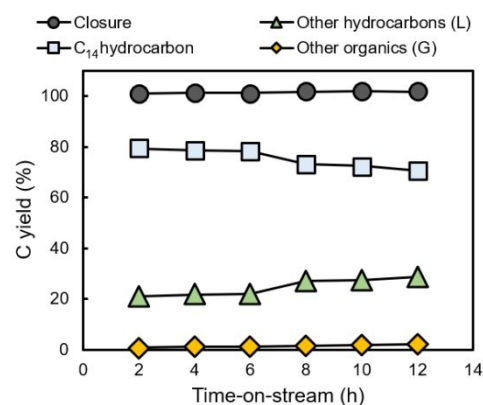 Closure
Other hydrocarbons (L)
C₁₄hydrocarbon
Other organics (G)
C yield (%)
100
80
60
40
20
0
0 2 4 6 8 10 12 14
Time-on-stream (h)